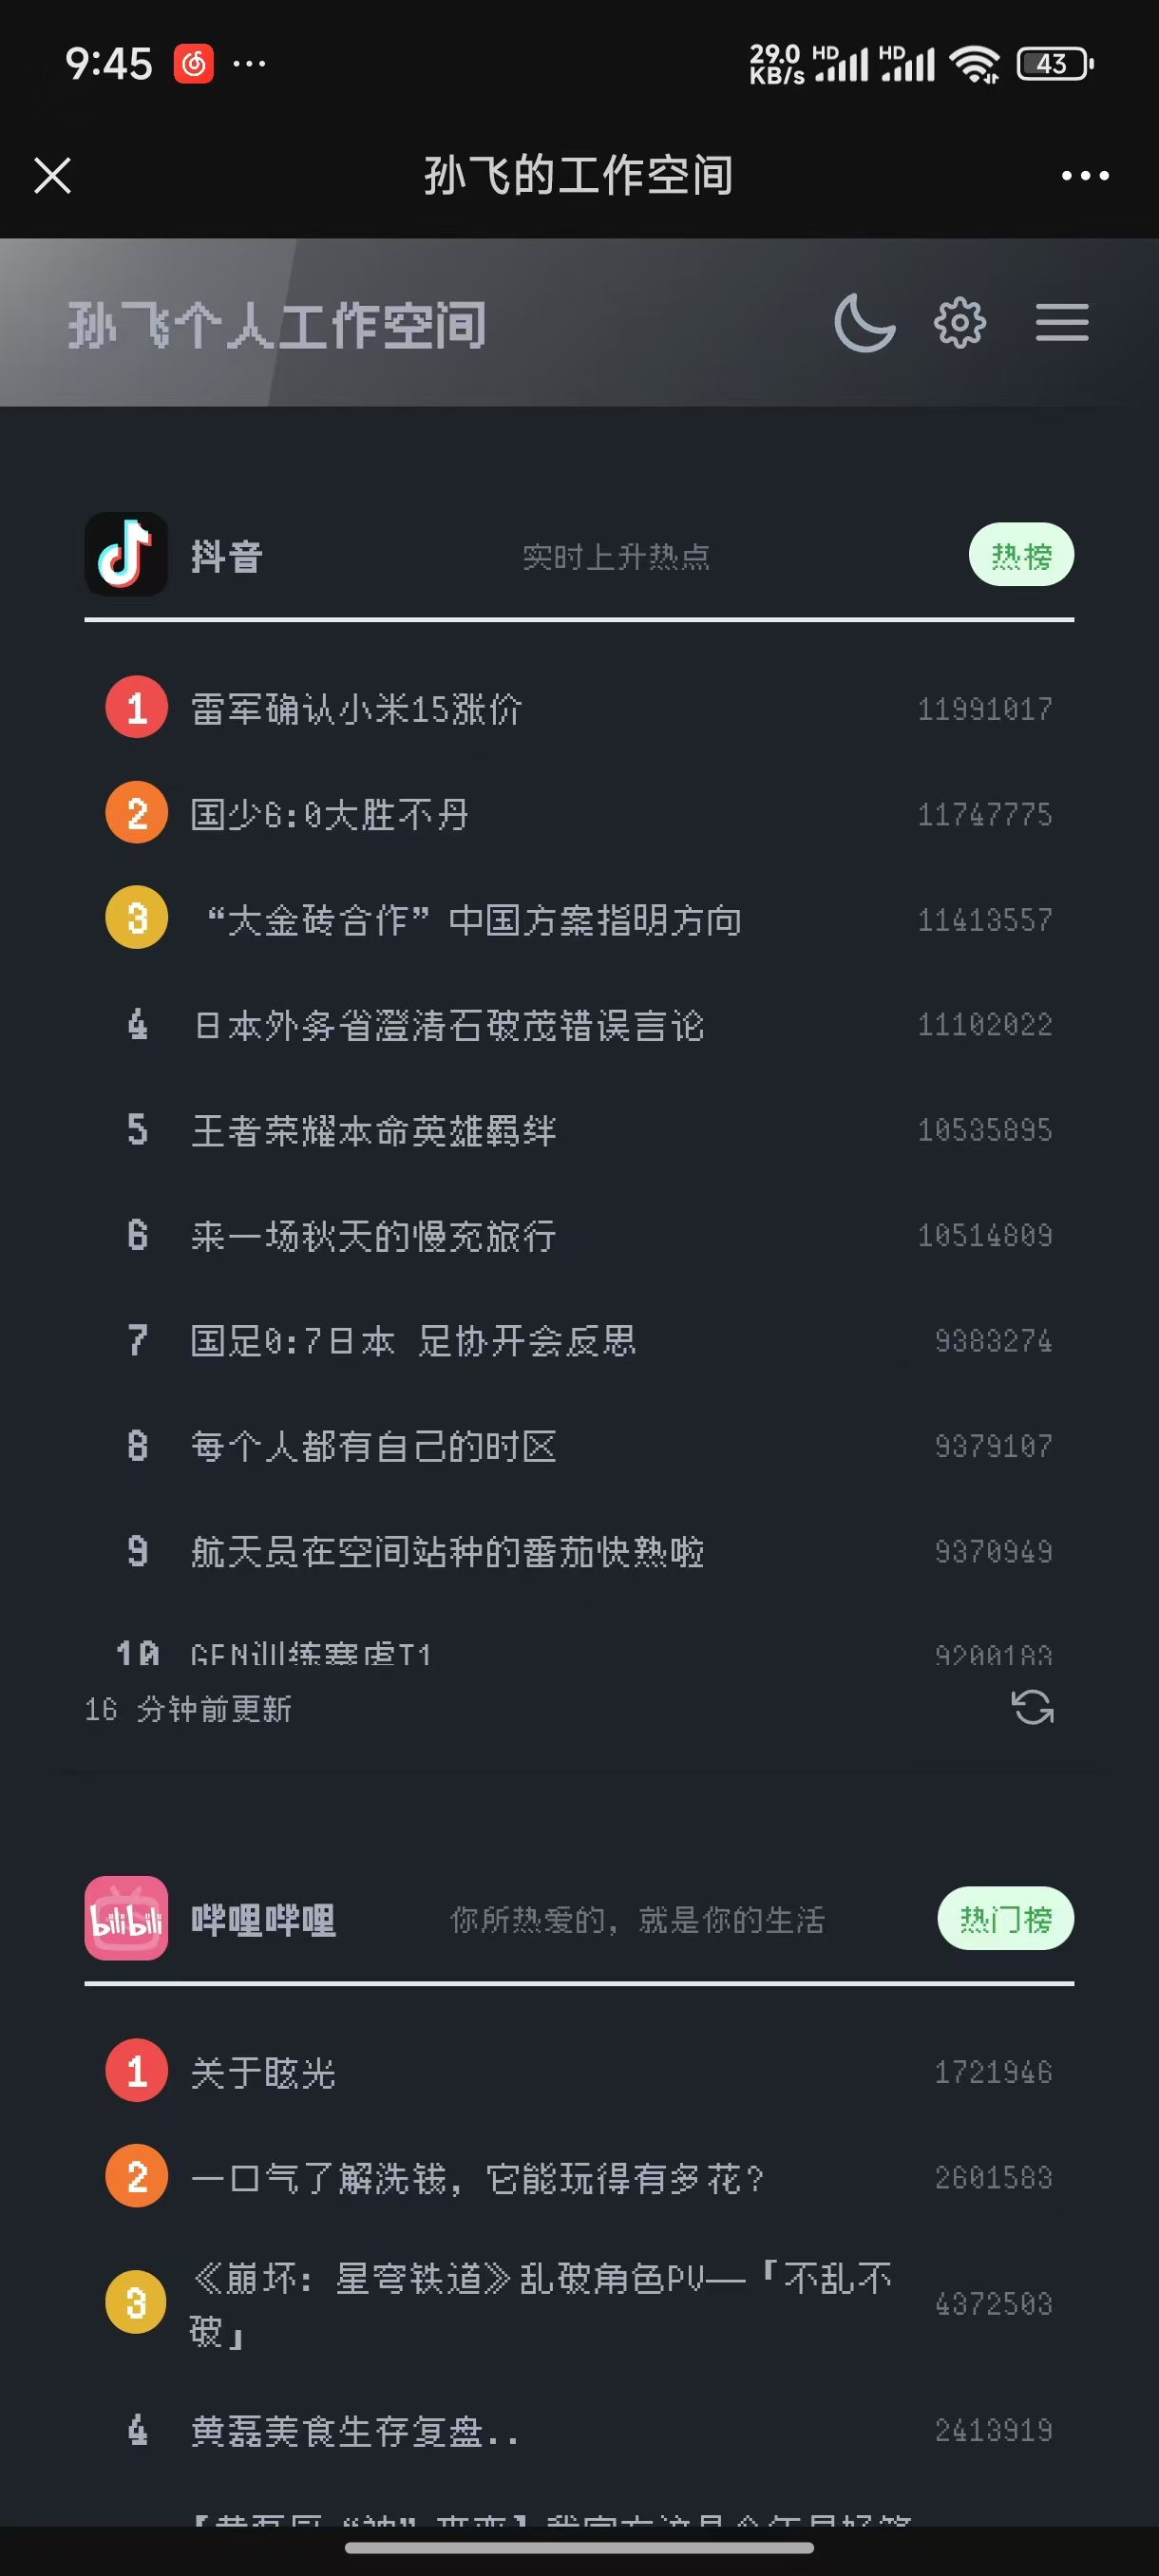 9:45
29.0 KB/s HD HD 43
孙飞的工作空间
孙飞个人工作空间
抖音 实时上升热点 热榜
1 雷军确认小米15涨价 11991017
2 国少6:0大胜不丹 11747775
3 “大金砖合作”中国方案指明方向 11413557
4 日本外务省澄清石破茂错误言论 11102022
5 王者荣耀本命英雄羁绊 10535895
6 来一场秋天的慢充旅行 10514809
7 国足0:7日本 足协开会反思 9383274
8 每个人都有自己的时区 9379107
9 航天员在空间站种的番茄快熟啦 9370949
10 GEN训练赛虐T1 9200183
16 分钟前更新
bilibili 哔哩哔哩 你所热爱的，就是你的生活 热门榜
1 关于眩光 1721946
2 一口气了解洗钱，它能玩得有多花？ 2601583
3 《崩坏：星穹铁道》乱破角色PV——「不乱不
破」 4372503
4 黄磊美食生存复盘.. 2413919